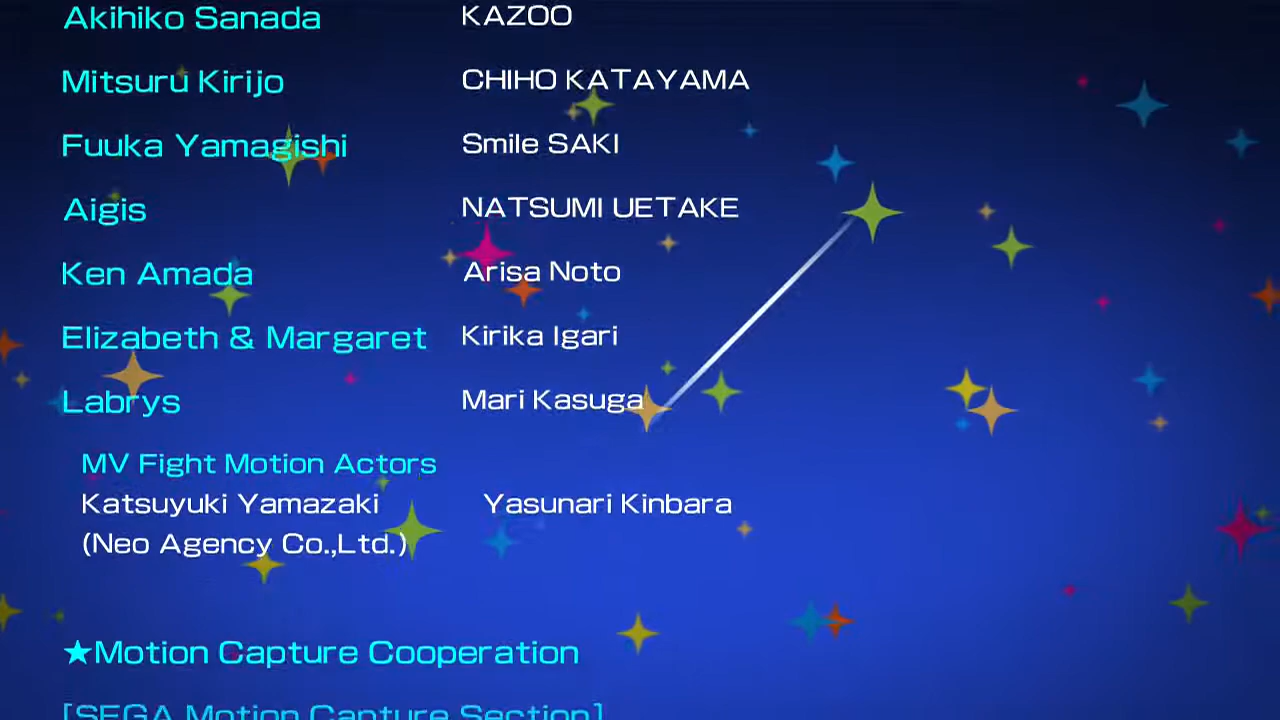 Akihiko Sanada KAZOO
Mitsuru Kirijo CHIHO KATAYAMA
Fuuka Yamagishi Smile SAKI
Aigis NATSUMI UETAKE
Ken Amada Arisa Noto
Elizabeth & Margaret Kirika Igari
Labrys Mari Kasuga
MV Fight Motion Actors
Katsuyuki Yamazaki Yasunari Kinbara
(Neo Agency Co.,Ltd.)
★Motion Capture Cooperation
[SEGA Motion Capture Section]